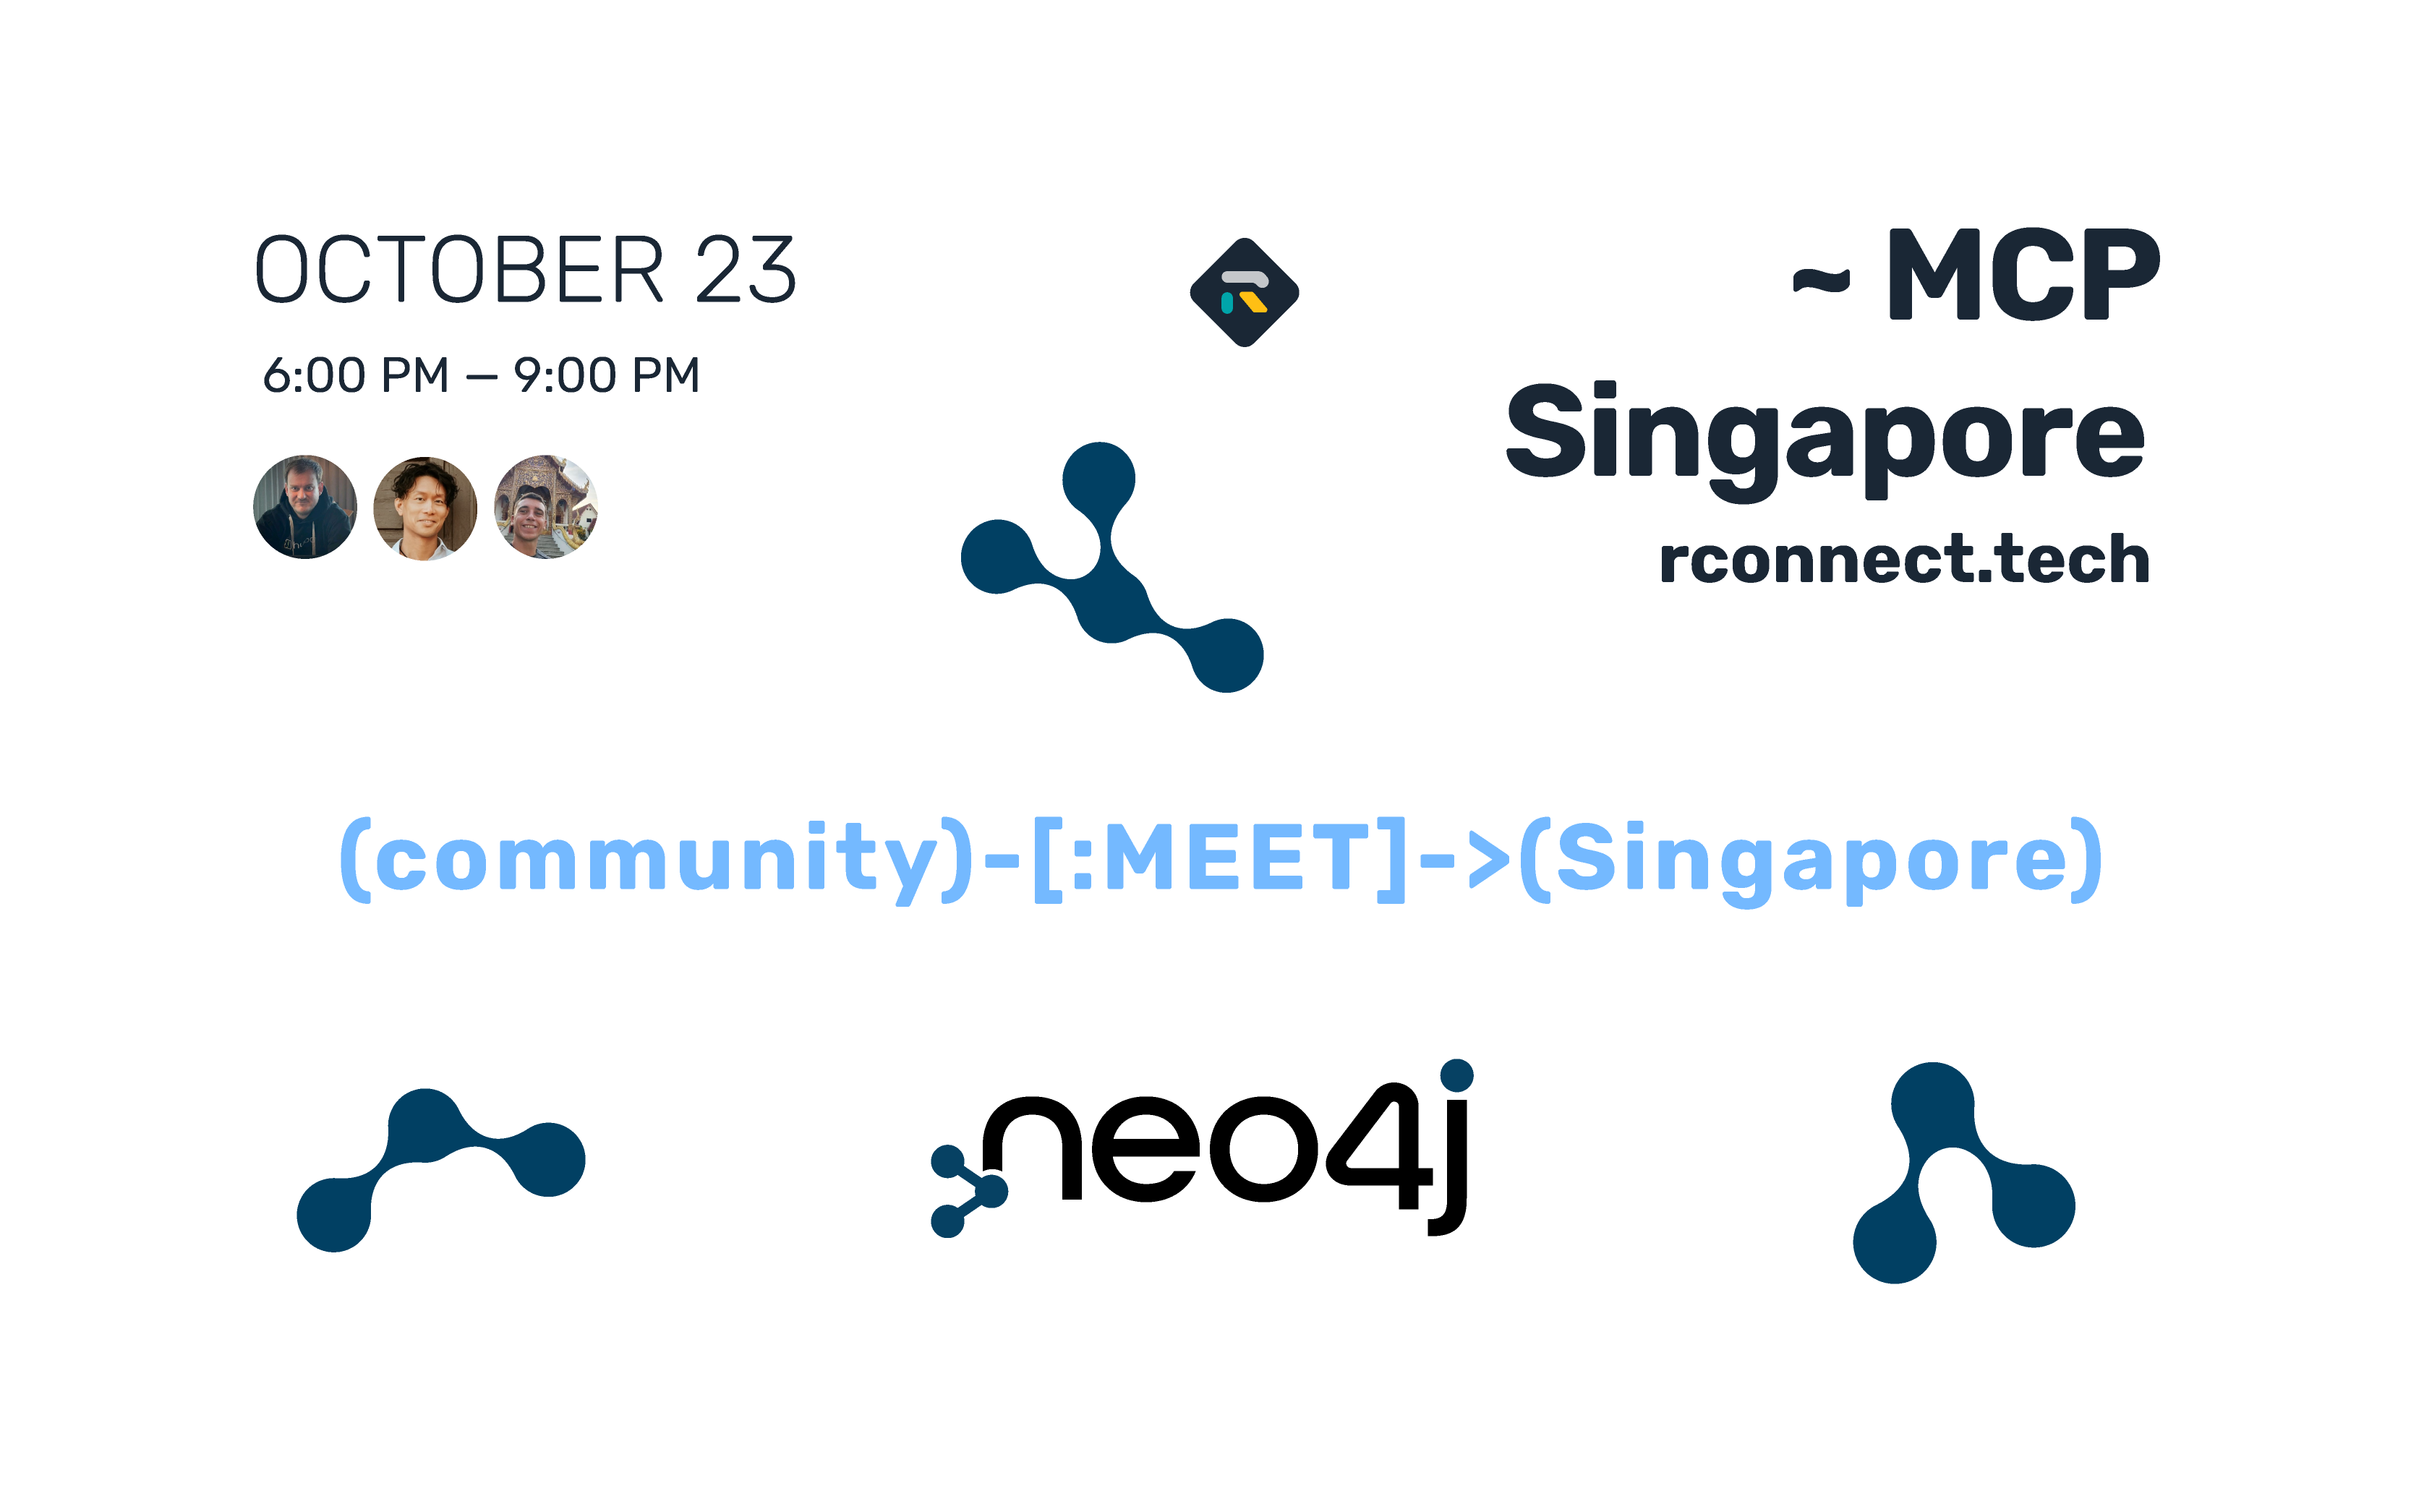 OCTOBER 23
6:00 PM — 9:00 PM
~ MCP
Singapore
rconnect.tech
(community)-[:MEET]->(Singapore)
neo4j